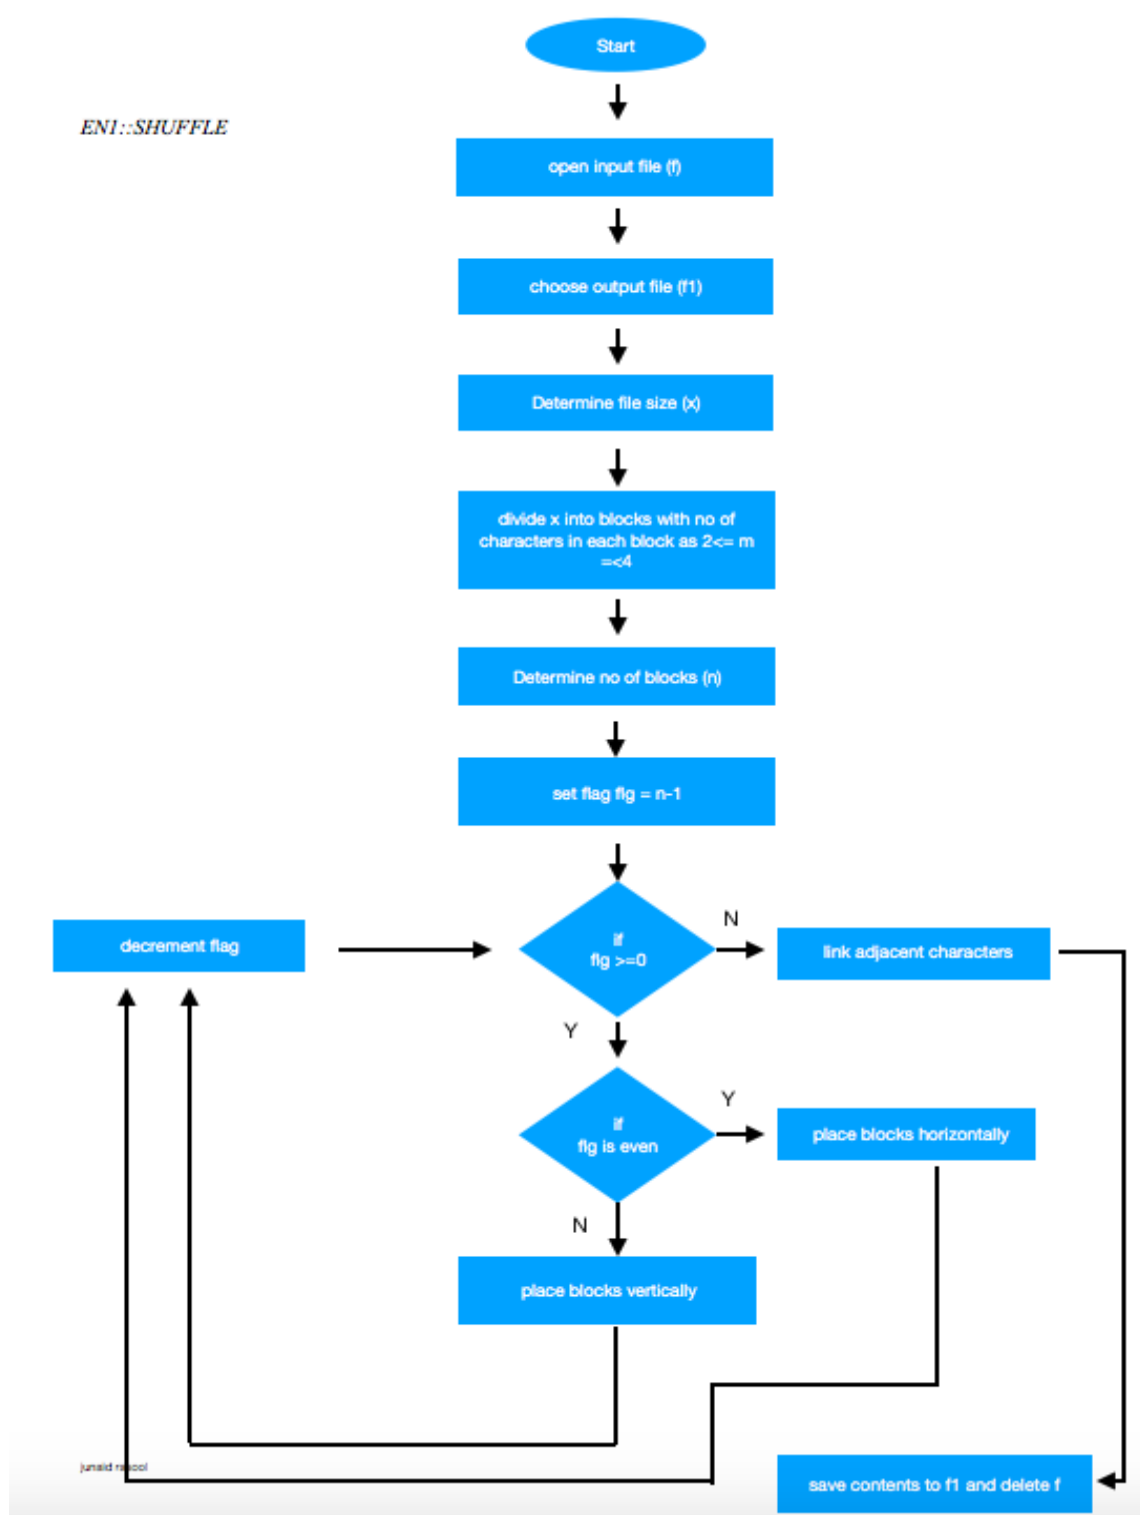 Start
EN1::SHUFFLE
open input file (f)
choose output file (f1)
Determine file size (x)
divide x into blocks with no of
characters in each block as 2<= m
=<4
Determine no of blocks (n)
set flag flg = n-1
N
decrement flag
if
flg >=0
link adjacent characters
Y
Y
if
flg is even
place blocks horizontally
N
place blocks vertically
junaid
save contents to f1 and delete f